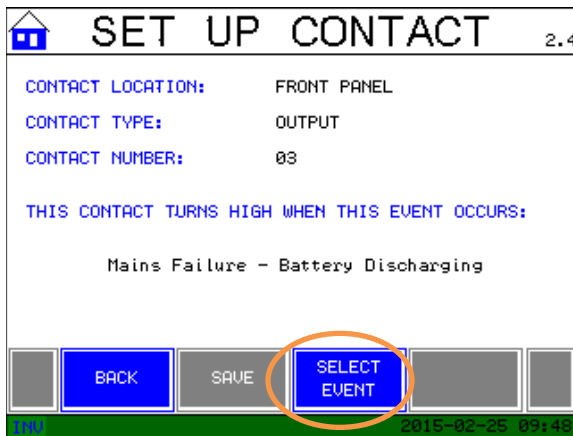 SET UP CONTACT 2.4
CONTACT LOCATION: FRONT PANEL
CONTACT TYPE: OUTPUT
CONTACT NUMBER: 03
THIS CONTACT TURNS HIGH WHEN THIS EVENT OCCURS:
Mains Failure - Battery Discharging
BACK SAVE SELECT
EVENT
INV 2015-02-25 09:48